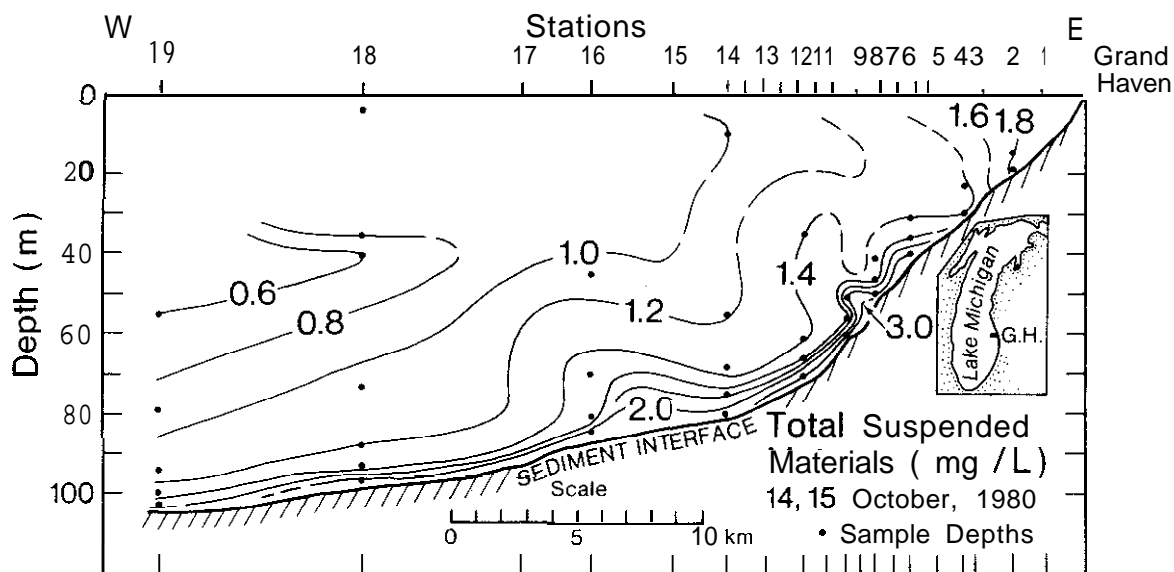 W Stations E
19 18 17 16 15 14 13 12 11 9 8 7 6 5 4 3 2 1 Grand
Haven
0
20
40
60
80
100
Depth (m)
0.6
0.8
1.0
1.2
1.4
1.6
1.8
2.0
3.0
Lake Michigan
G.H.
SEDIMENT INTERFACE
Scale
0 5 10 km
Total Suspended
Materials ( mg /L)
14, 15 October, 1980
• Sample Depths